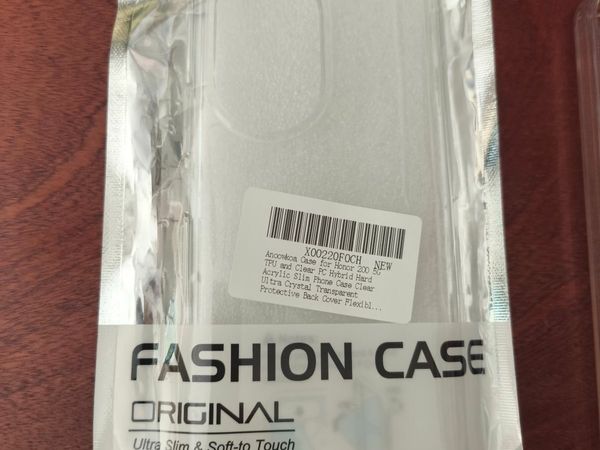 X00220F0CH NEW
Anoowkoa Case for Honor 200 5G
TPU and Clear PC Hybrid Hard
Acrylic Slim Phone Case Clear
Ultra Crystal Transparent
Protective Back Cover Flexibl...
FASHION CASE
ORIGINAL
Ultra Slim & Soft-to Touch